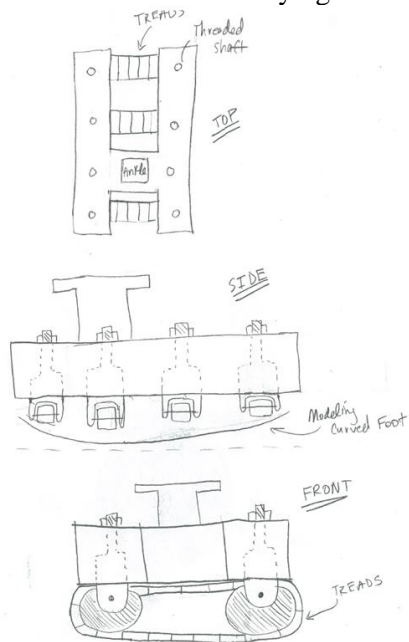 TREADS
Threaded
shaft
TOP
Ankle
SIDE
Modeling
Curved Foot
FRONT
TREADS